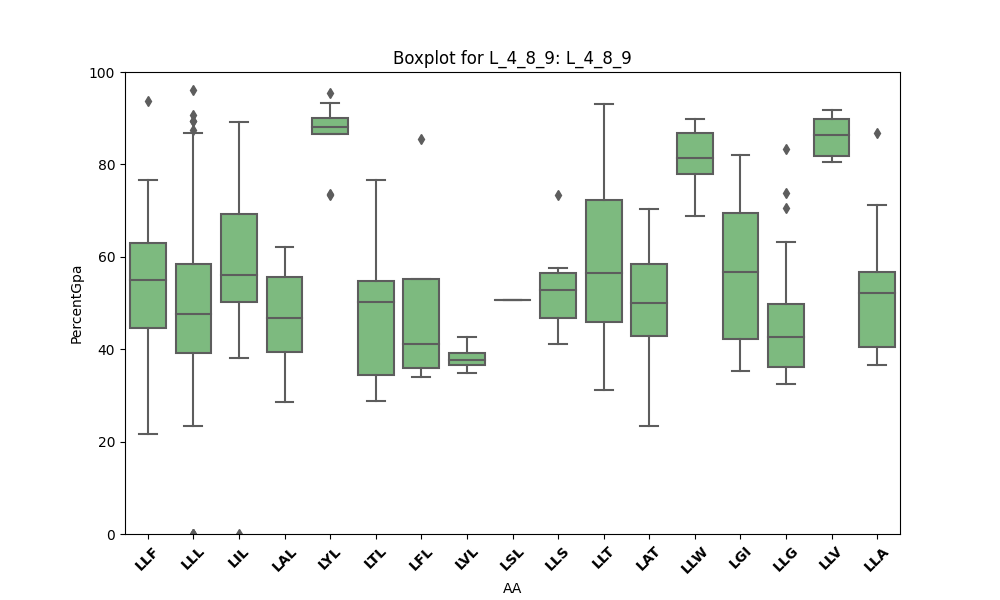 Boxplot for L_4_8_9: L_4_8_9
PercentGpa
100
80
60
40
20
0
LLF LLL LIL LAL LYL LTL LFL LVL LSL LLS LLT LAT LLW LGI LLG LLV LLA
AA